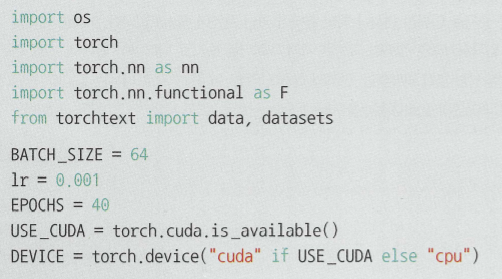 import os
import torch
import torch.nn as nn
import torch.nn.functional as F
from torchtext import data, datasets
BATCH_SIZE = 64
lr = 0.001
EPOCHS = 40
USE_CUDA = torch.cuda.is_available()
DEVICE = torch.device("cuda" if USE_CUDA else "cpu")